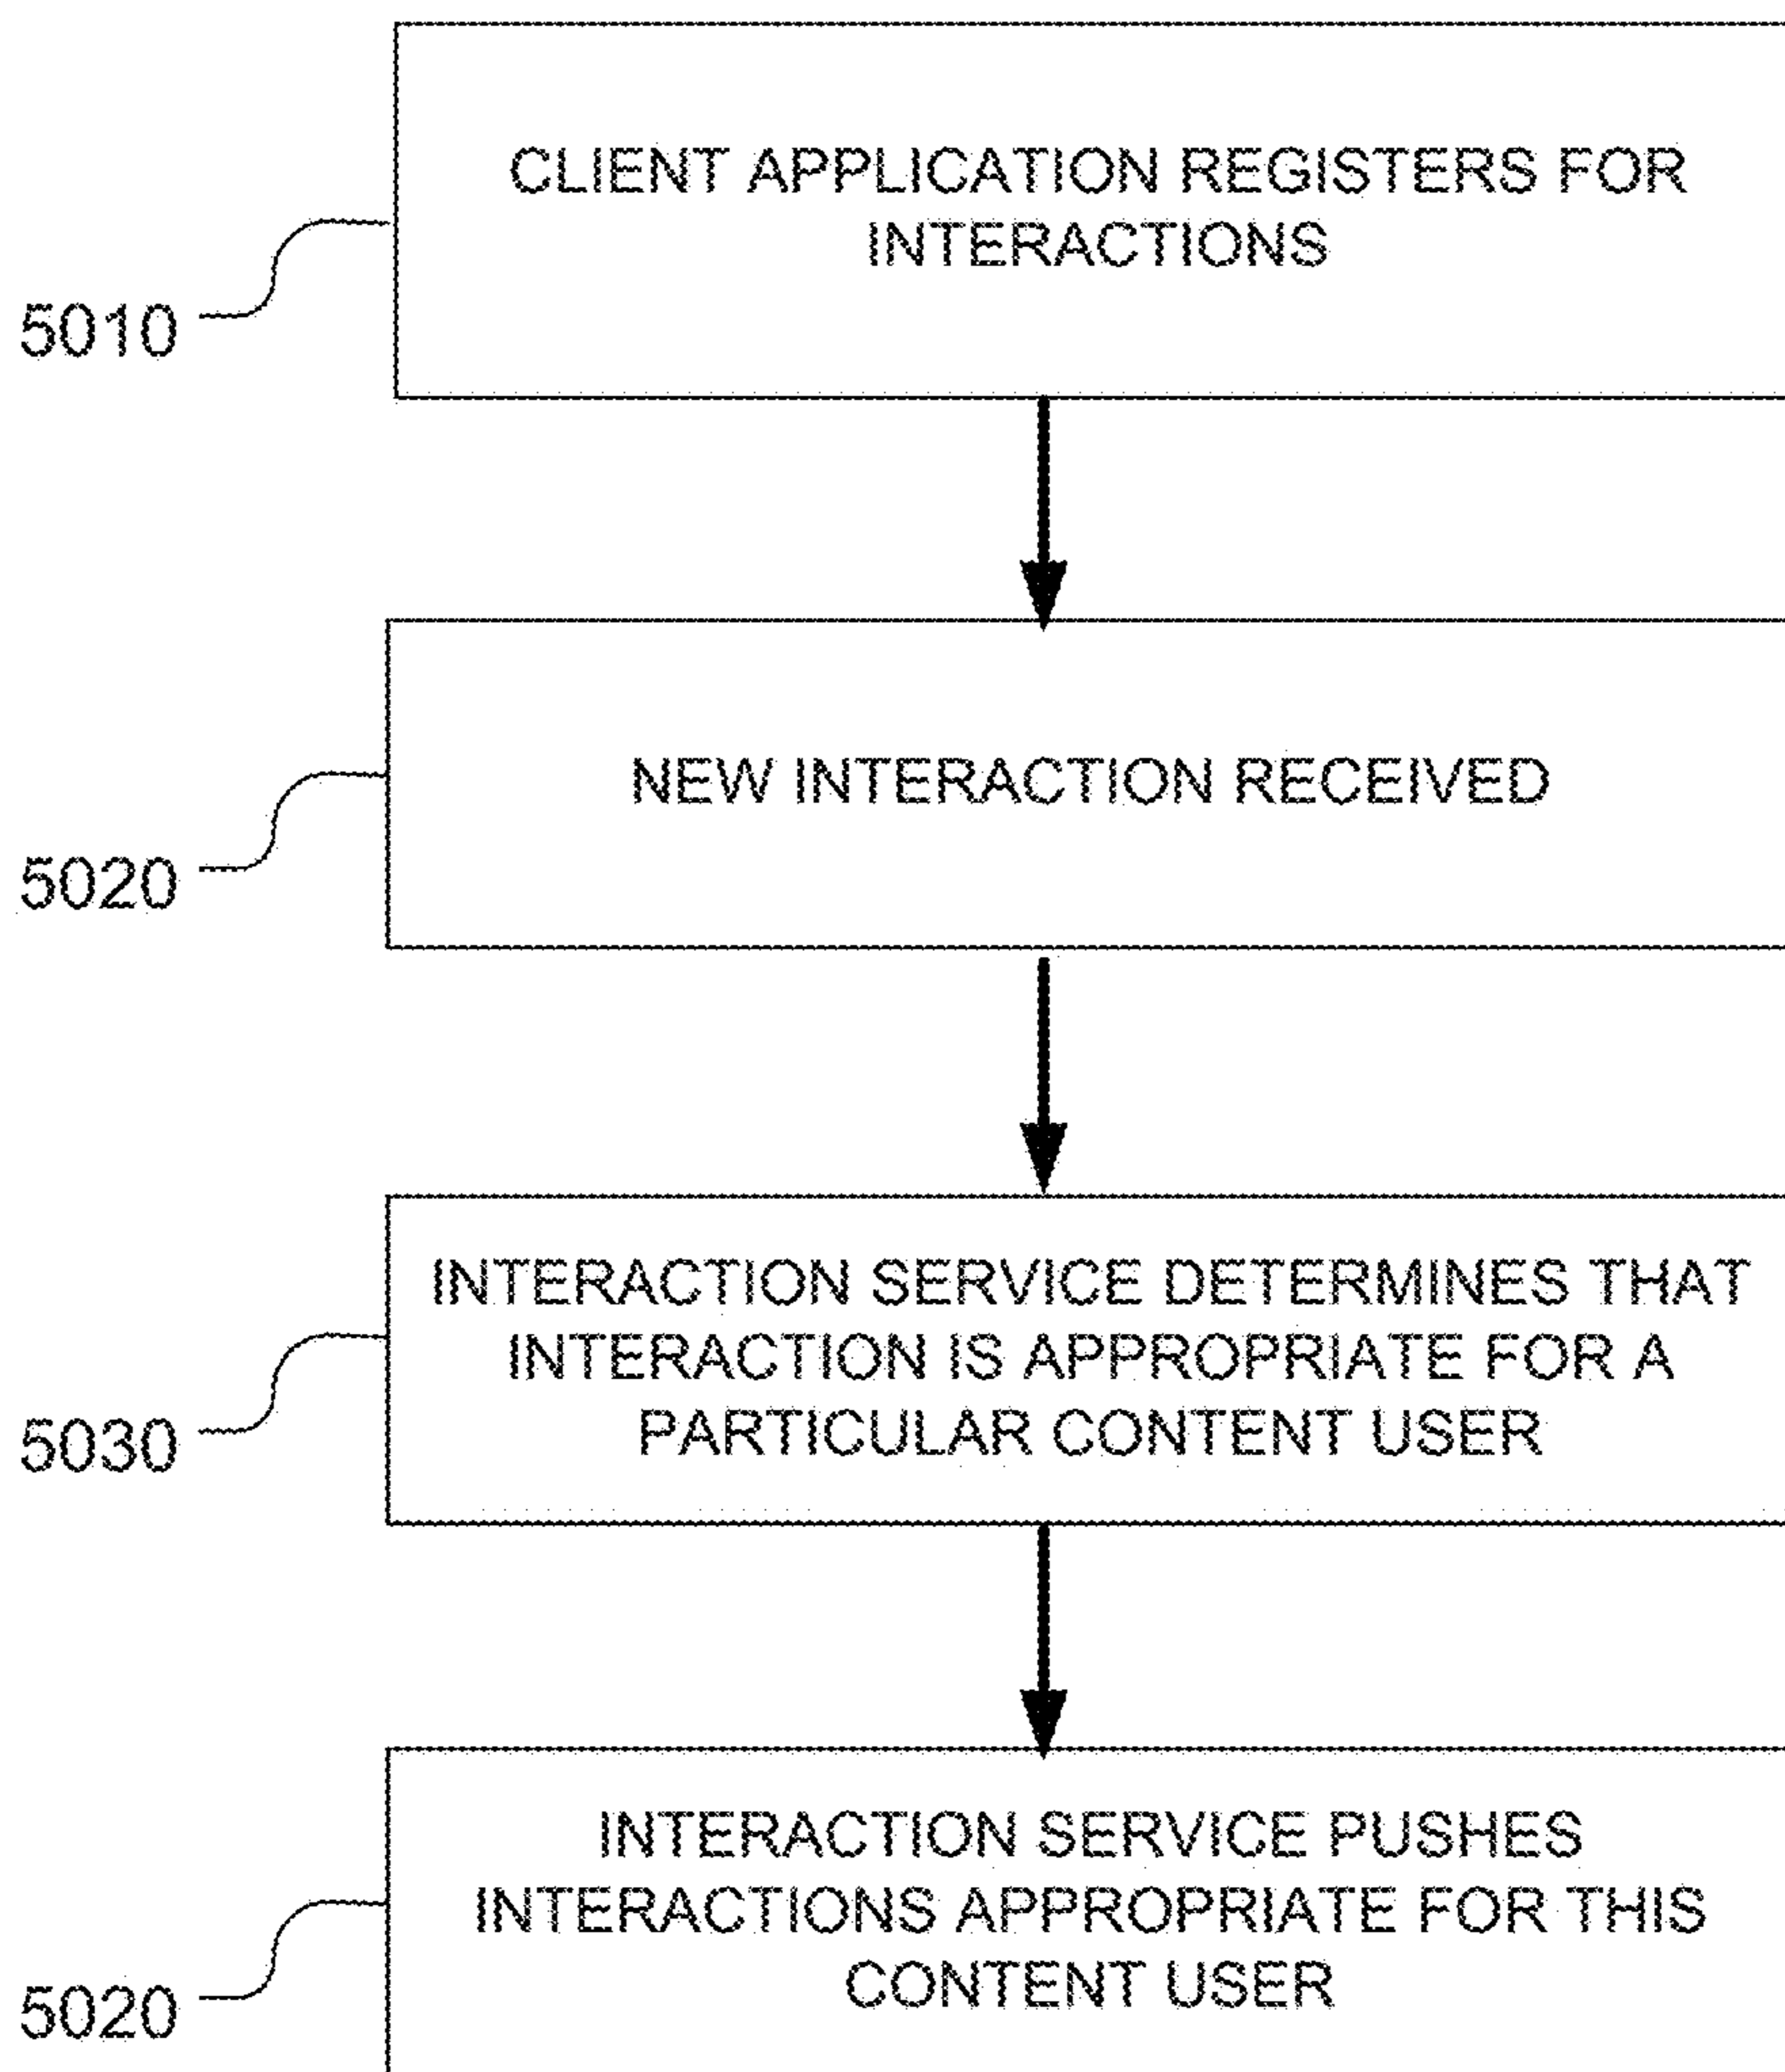 CLIENT APPLICATION REGISTERS FOR
INTERACTIONS
5010
NEW INTERACTION RECEIVED
5020
INTERACTION SERVICE DETERMINES THAT
INTERACTION IS APPROPRIATE FOR A
PARTICULAR CONTENT USER
5030
INTERACTION SERVICE PUSHES
INTERACTIONS APPROPRIATE FOR THIS
CONTENT USER
5020